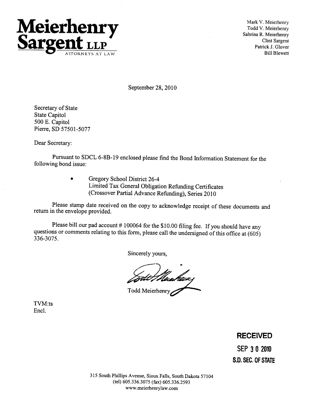 Meierhenry
Sargent LLP
ATTORNEYS AT LAW
Mark V. Meierhenry
Todd V. Meierhenry
Sabrina R. Meierhenry
Clint Sargent
Patrick J. Glover
Bill Blewett
September 28, 2010
Secretary of State
State Capitol
500 E. Capitol
Pierre, SD 57501-5077
Dear Secretary:
Pursuant to SDCL 6-8B-19 enclosed please find the Bond Information Statement for the
following bond issue:
• Gregory School District 26-4
Limited Tax General Obligation Refunding Certificates
(Crossover Partial Advance Refunding), Series 2010
Please stamp date received on the copy to acknowledge receipt of these documents and
return in the envelope provided.
Please bill our pad account # 100064 for the $10.00 filing fee. If you should have any
questions or comments relating to this form, please call the undersigned of this office at (605)
336-3075.
Sincerely yours,
Todd Meierhenry
Todd Meierhenry
TVM:ts
Encl.
RECEIVED
SEP 30 2010
S.D. SEC. OF STATE
315 South Phillips Avenue, Sioux Falls, South Dakota 57104
(tel) 605.336.3075 (fax) 605.336.2593
www.meierhenrylaw.com